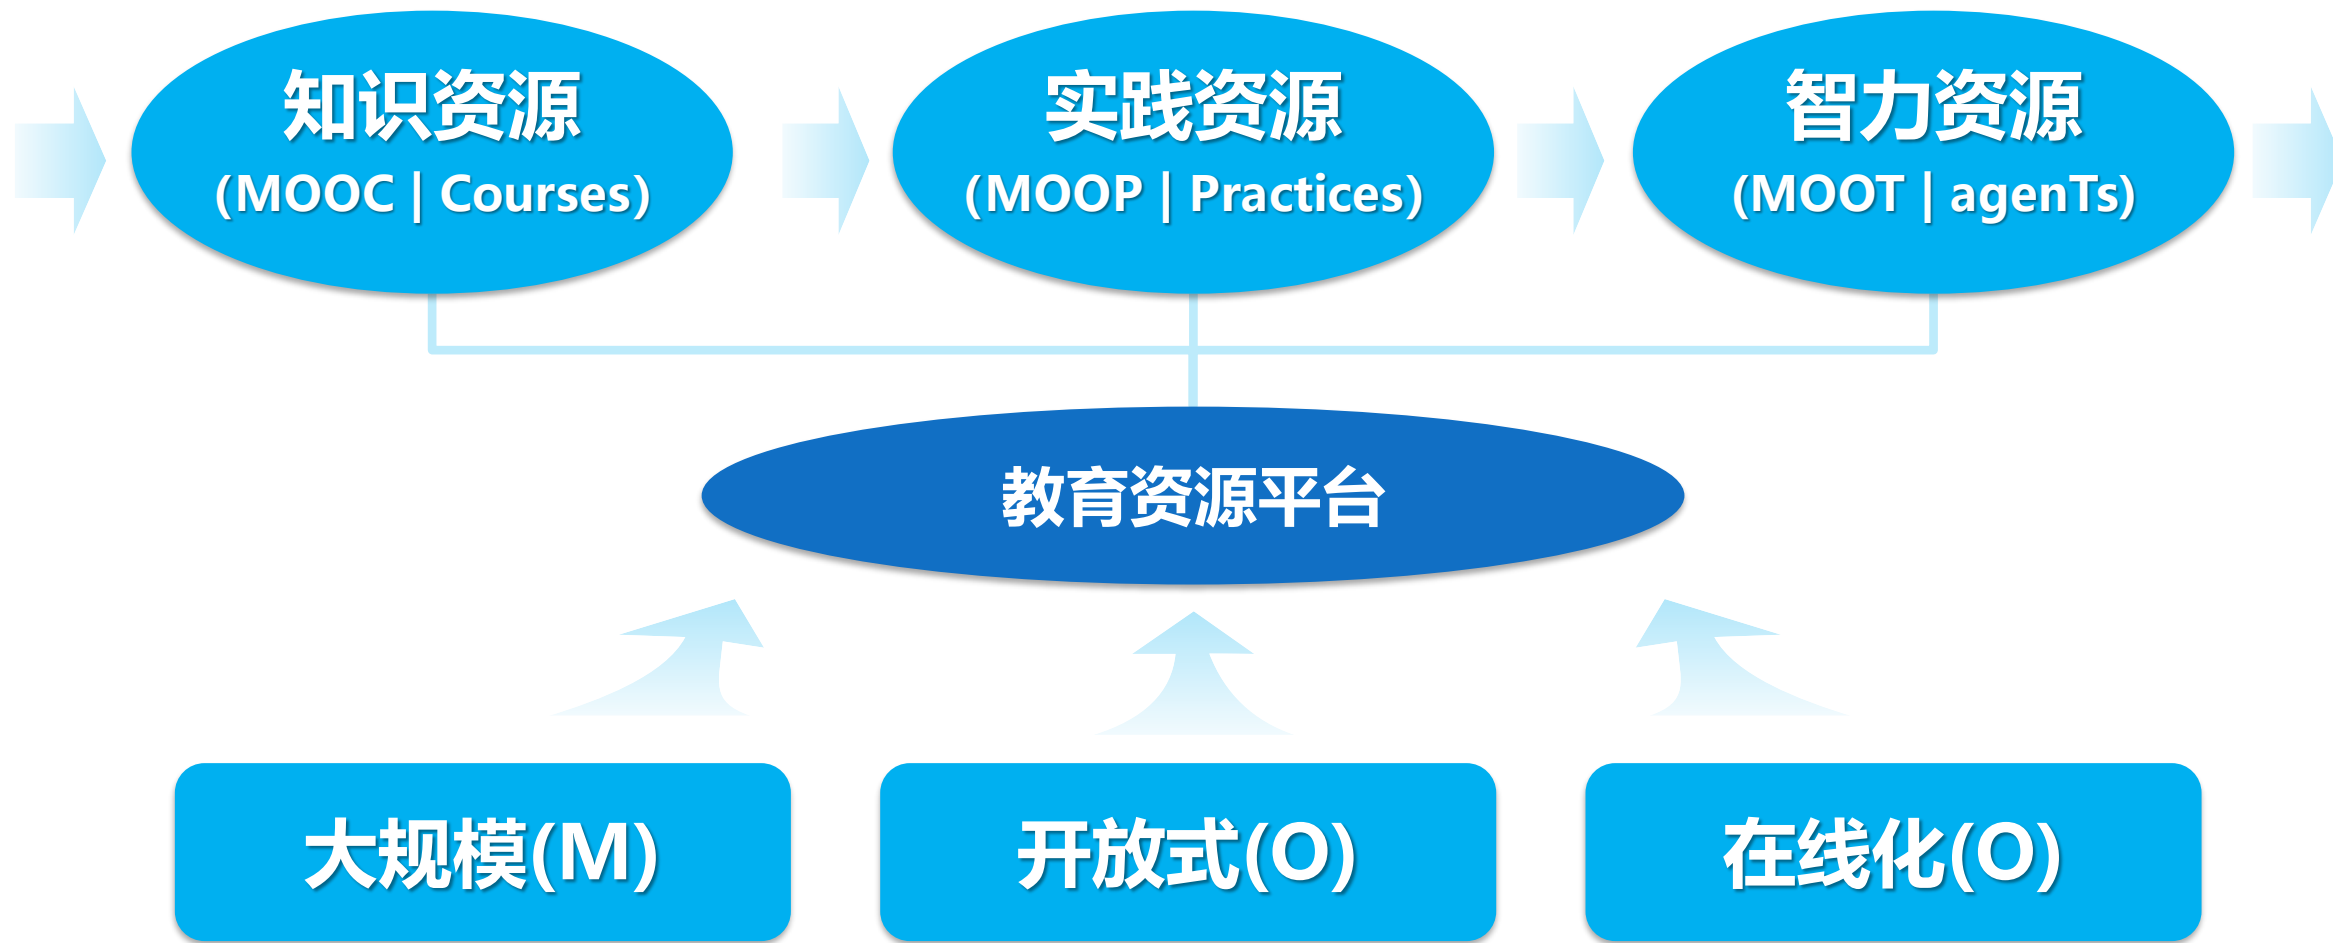 知识资源
(MOOC | Courses)
实践资源
(MOOP | Practices)
智力资源
(MOOT | agenTs)
教育资源平台
大规模(M)
开放式(O)
在线化(O)